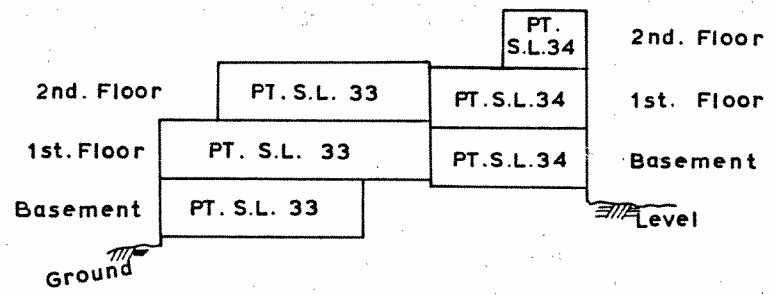 PT.
S.L.34
2nd. Floor
2nd. Floor
PT. S.L. 33
PT. S.L.34
1st. Floor
1st. Floor
PT. S.L. 33
PT. S.L.34
Basement
Basement
PT. S.L. 33
Level
Ground